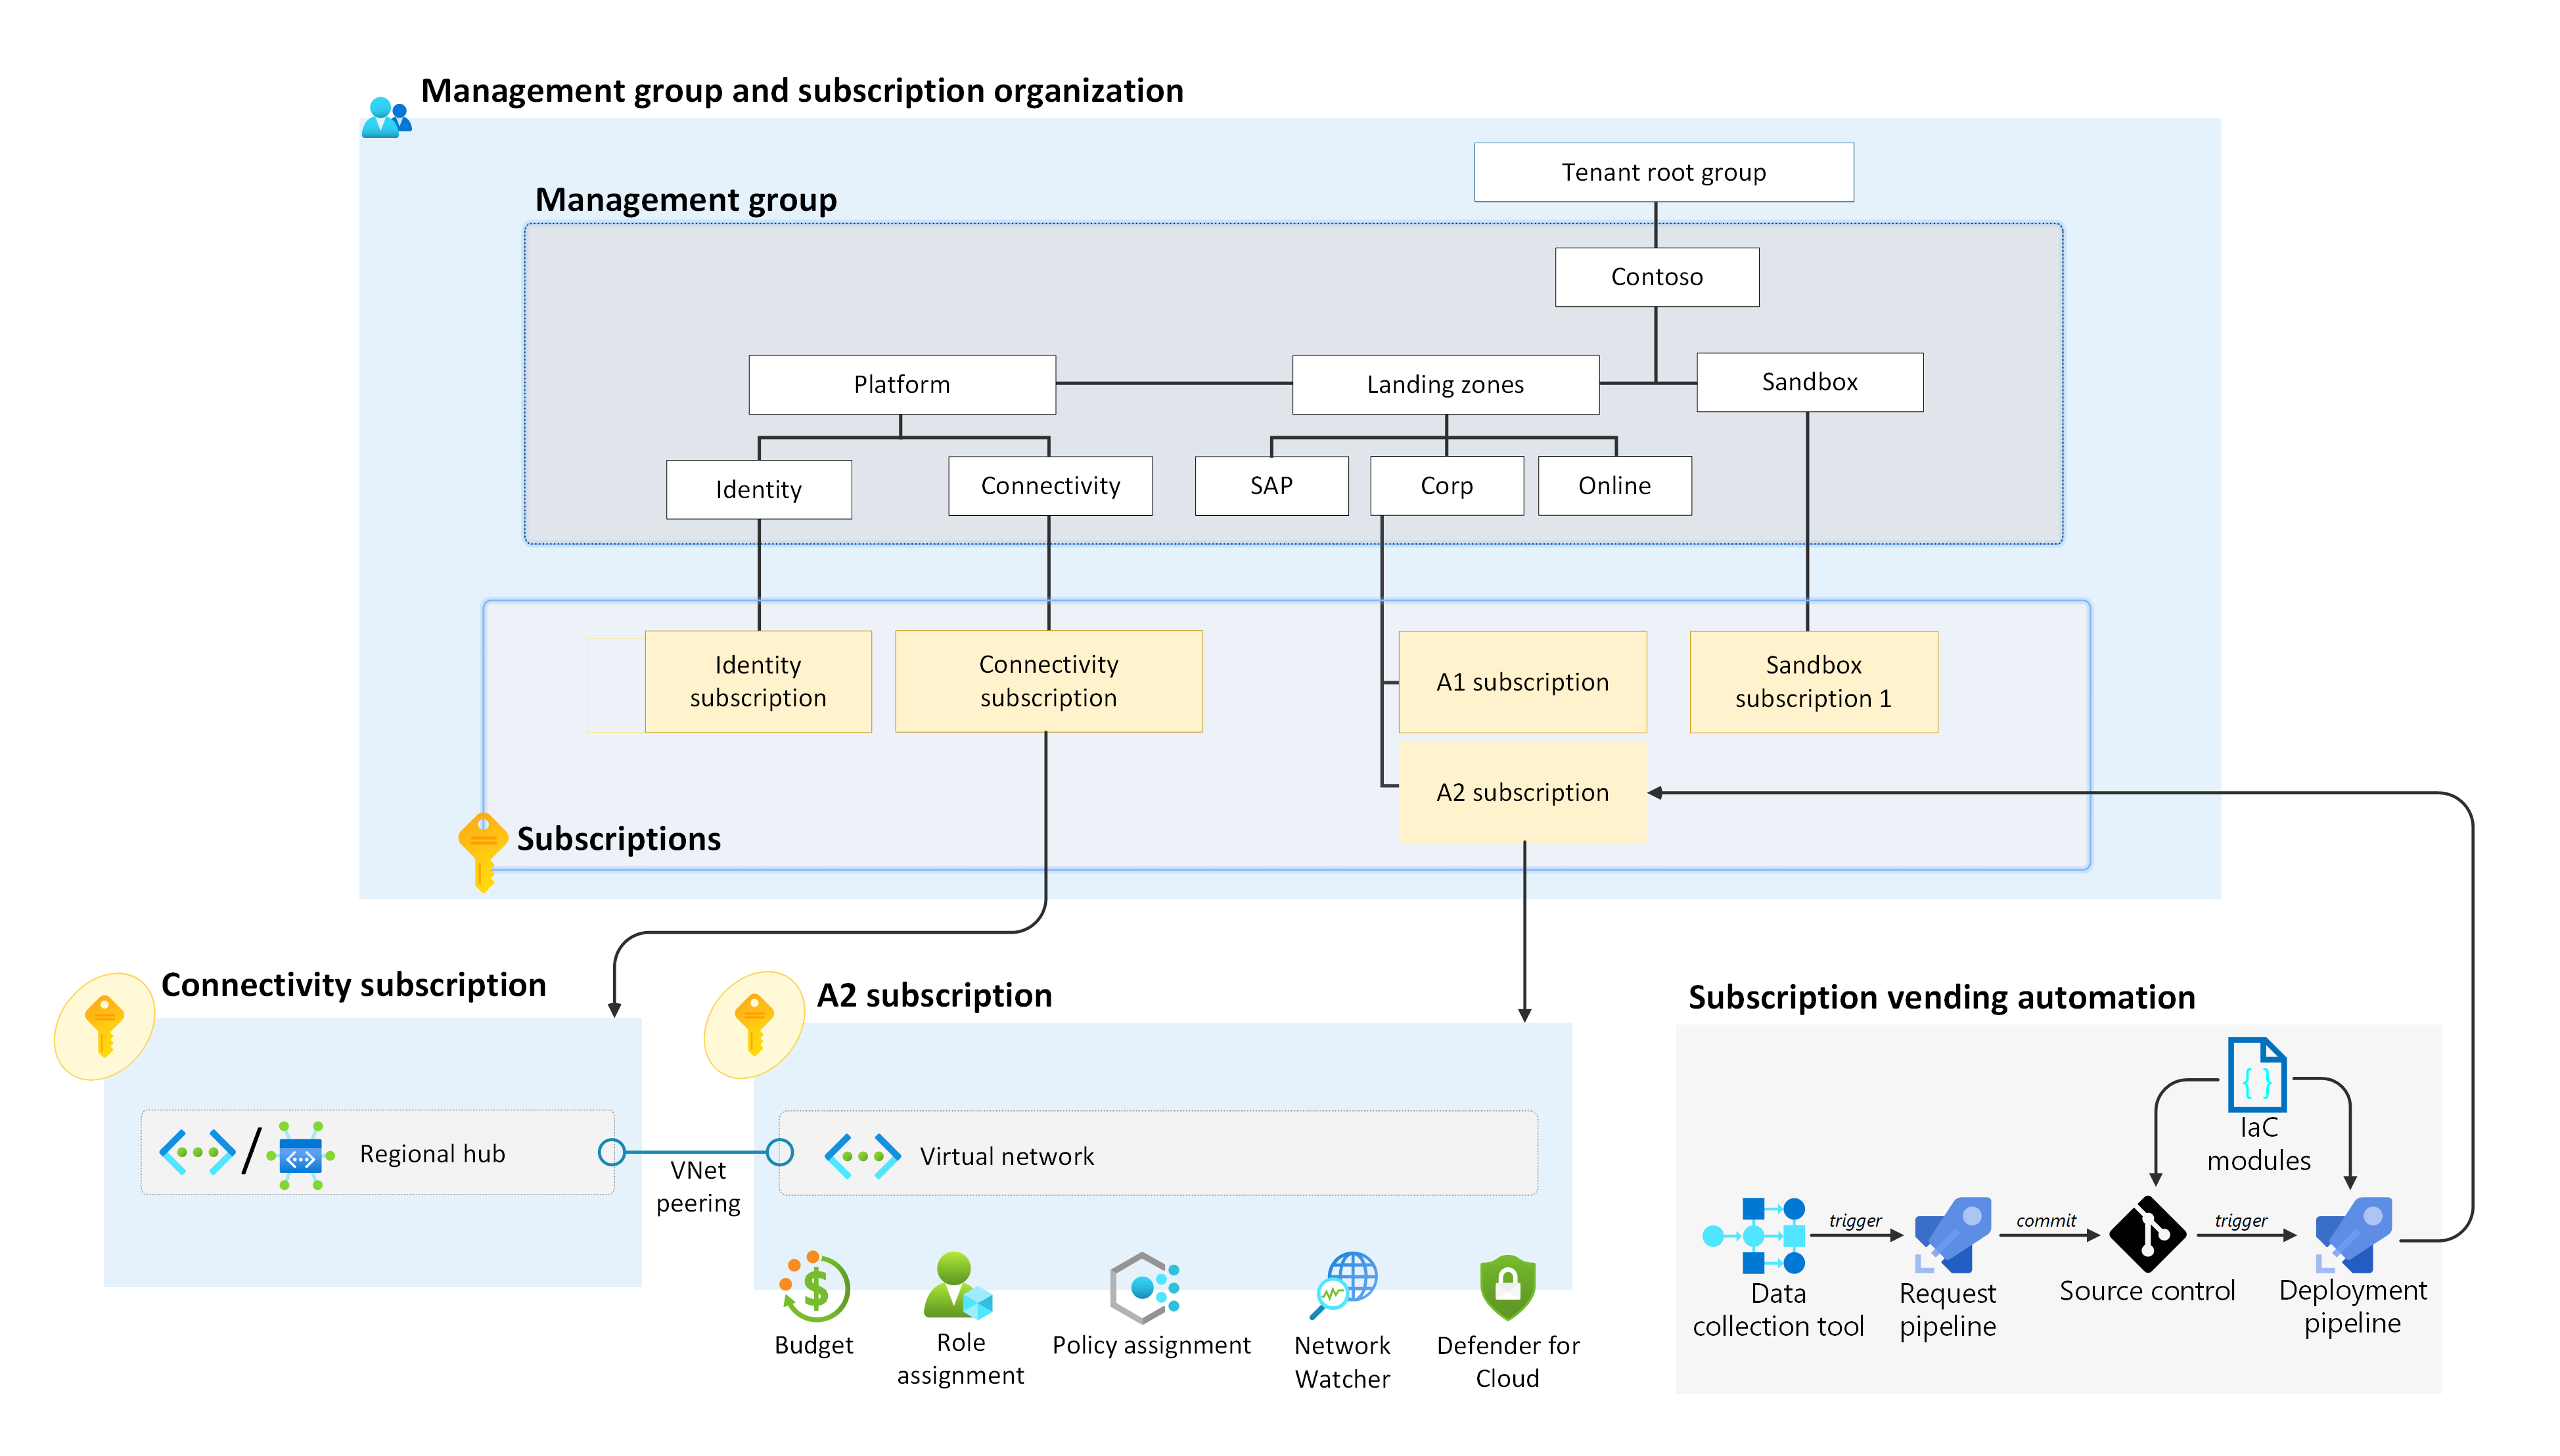 Management group and subscription organization
Tenant root group
Management group
Contoso
Platform
Landing zones
Sandbox
Identity
Connectivity
SAP
Corp
Online
Identity
subscription
Connectivity
subscription
A1 subscription
Sandbox
subscription 1
A2 subscription
Subscriptions
Connectivity subscription
Regional hub
VNet
peering
A2 subscription
Virtual network
Budget
Role
assignment
Policy assignment
Network
Watcher
Defender for
Cloud
Subscription vending automation
IaC
modules
trigger
commit
trigger
Data
collection tool
Request
pipeline
Source control
Deployment
pipeline